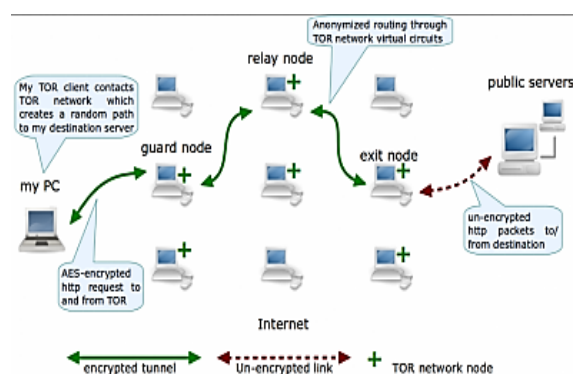 Anonymized routing through
TOR network virtual circuits
relay node
My TOR client contacts
TOR network which
creates a random path
to my destination server
public servers
guard node
exit node
my PC
un-encrypted
http packets to/
from destination
AES-encrypted
http request to
and from TOR
Internet
encrypted tunnel
Un-encrypted link
TOR network node